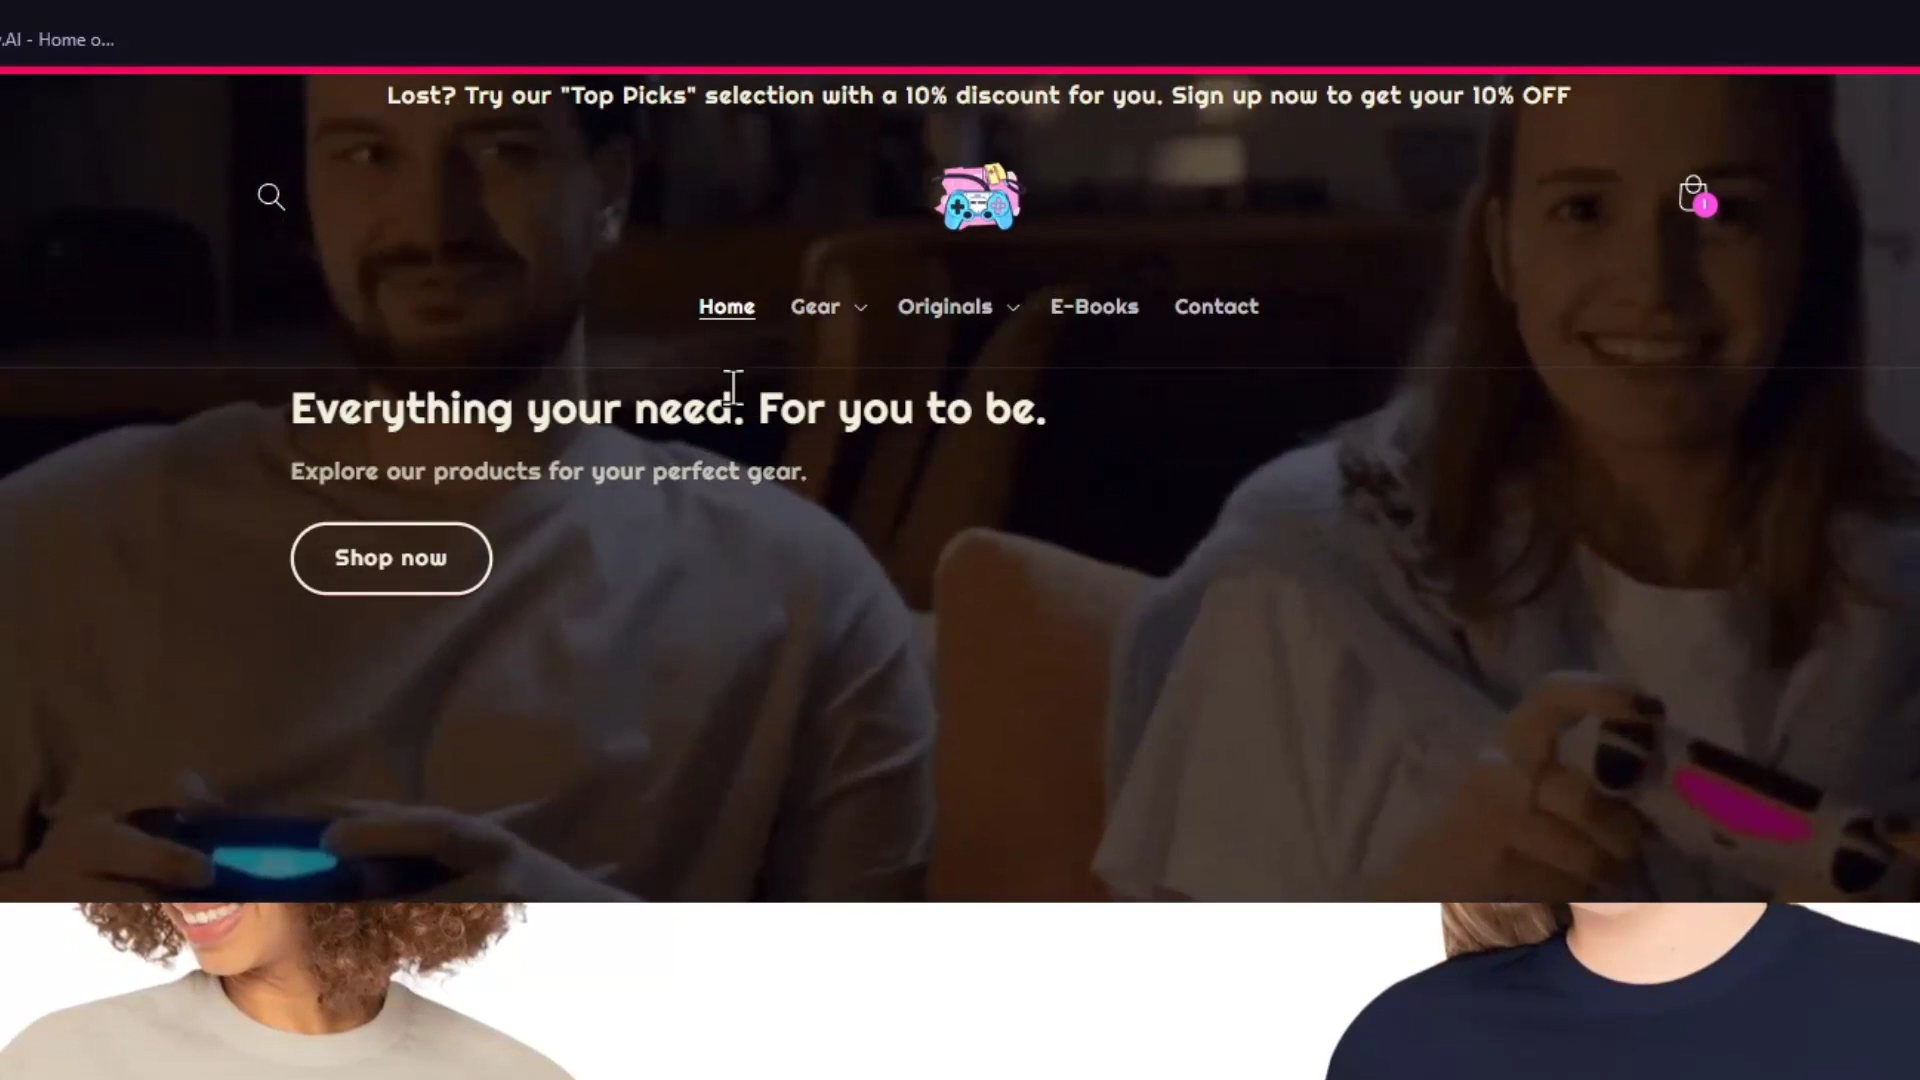 .AI - Home o...
Lost? Try our "Top Picks" selection with a 10% discount for you. Sign up now to get your 10% OFF
1
Home Gear Originals E-Books Contact
Everything your need. For you to be.
Explore our products for your perfect gear.
Shop now